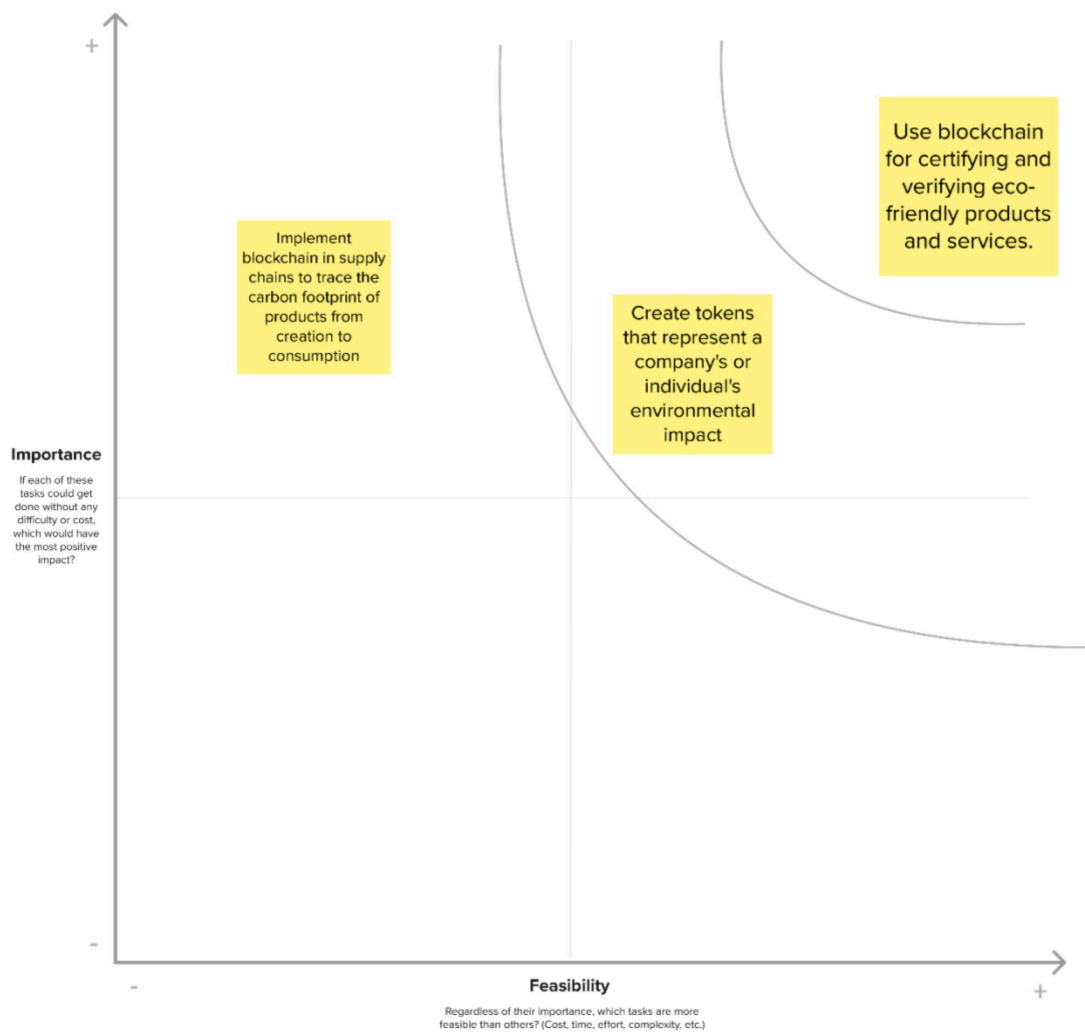 +
Use blockchain
for certifying and
verifying eco-
friendly products
and services.
Implement
blockchain in supply
chains to trace the
carbon footprint of
products from
creation to
consumption
Create tokens
that represent a
company's or
individual's
environmental
impact
Importance
If each of these
tasks could get
done without any
difficulty or cost,
which would have
the most positive
impact?
-
-
Feasibility
+
Regardless of their importance, which tasks are more
feasible than others? (Cost, time, effort, complexity, etc.)